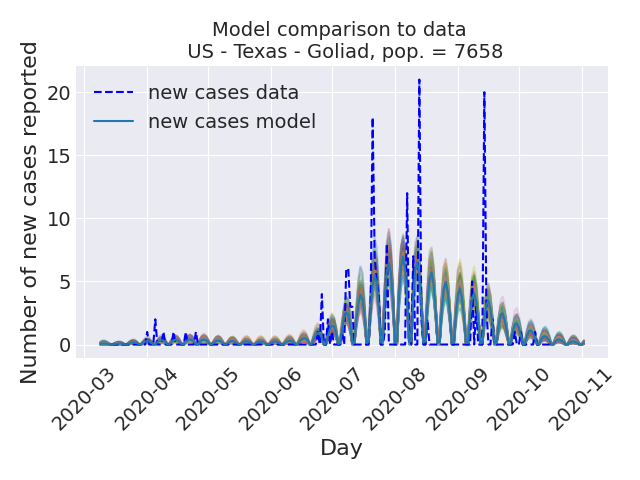 Model comparison to data
US - Texas - Goliad, pop. = 7658
Number of new cases reported
20
15
10
5
0
new cases data
new cases model
2020-03
2020-04
2020-05
2020-06
2020-07
2020-08
2020-09
2020-10
2020-11
Day